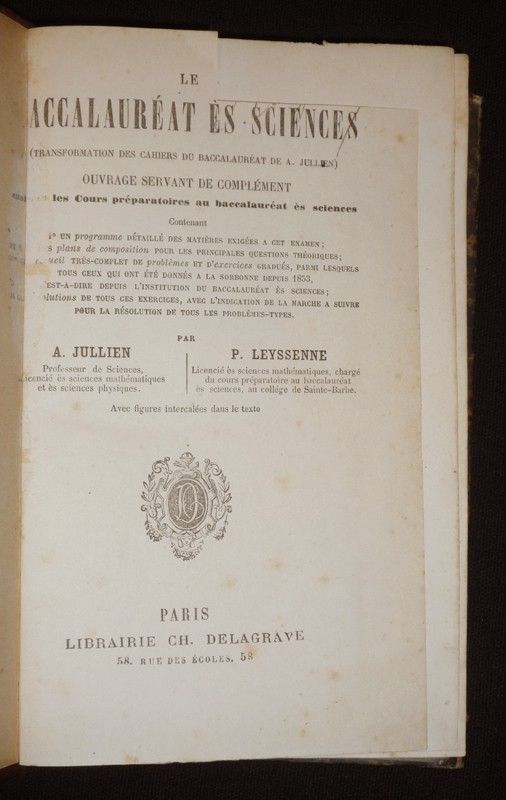 LE
ACCALAURÉAT ÈS SCIENCES
(TRANSFORMATION DES CAHIERS DU BACCALAURÉAT DE A. JULLIEN)
OUVRAGE SERVANT DE COMPLÉMENT
les Cours préparatoires au baccalauréat ès sciences
Contenant
1° UN programme DÉTAILLÉ DES MATIÈRES EXIGÉES A CET EXAMEN;
s plans de composition POUR LES PRINCIPALES QUESTIONS THÉORIQUES;
ueil TRÈS-COMPLET DE problèmes ET D'exercices GRADUÉS, PARMI LESQUELS
TOUS CEUX QUI ONT ÉTÉ DONNÉS A LA SORBONNE DEPUIS 1853,
EST-A-DIRE DEPUIS L'INSTITUTION DU BACCALAURÉAT ÈS SCIENCES;
olutions DE TOUS CES EXERCICES, AVEC L'INDICATION DE LA MARCHE A SUIVRE
POUR LA RÉSOLUTION DE TOUS LES PROBLÈMES-TYPES.
PAR
A. JULLIEN
Professeur de Sciences,
icencié ès sciences mathématiques
et ès sciences physiques.
P. LEYSSENNE
Licencié ès sciences mathématiques, chargé
du cours préparatoire au baccalauréat
ès sciences, au collége de Sainte-Barbe.
Avec figures intercalées dans le texte
PARIS
LIBRAIRIE CH. DELAGRAVE
58, RUE DES ÉCOLES, 58